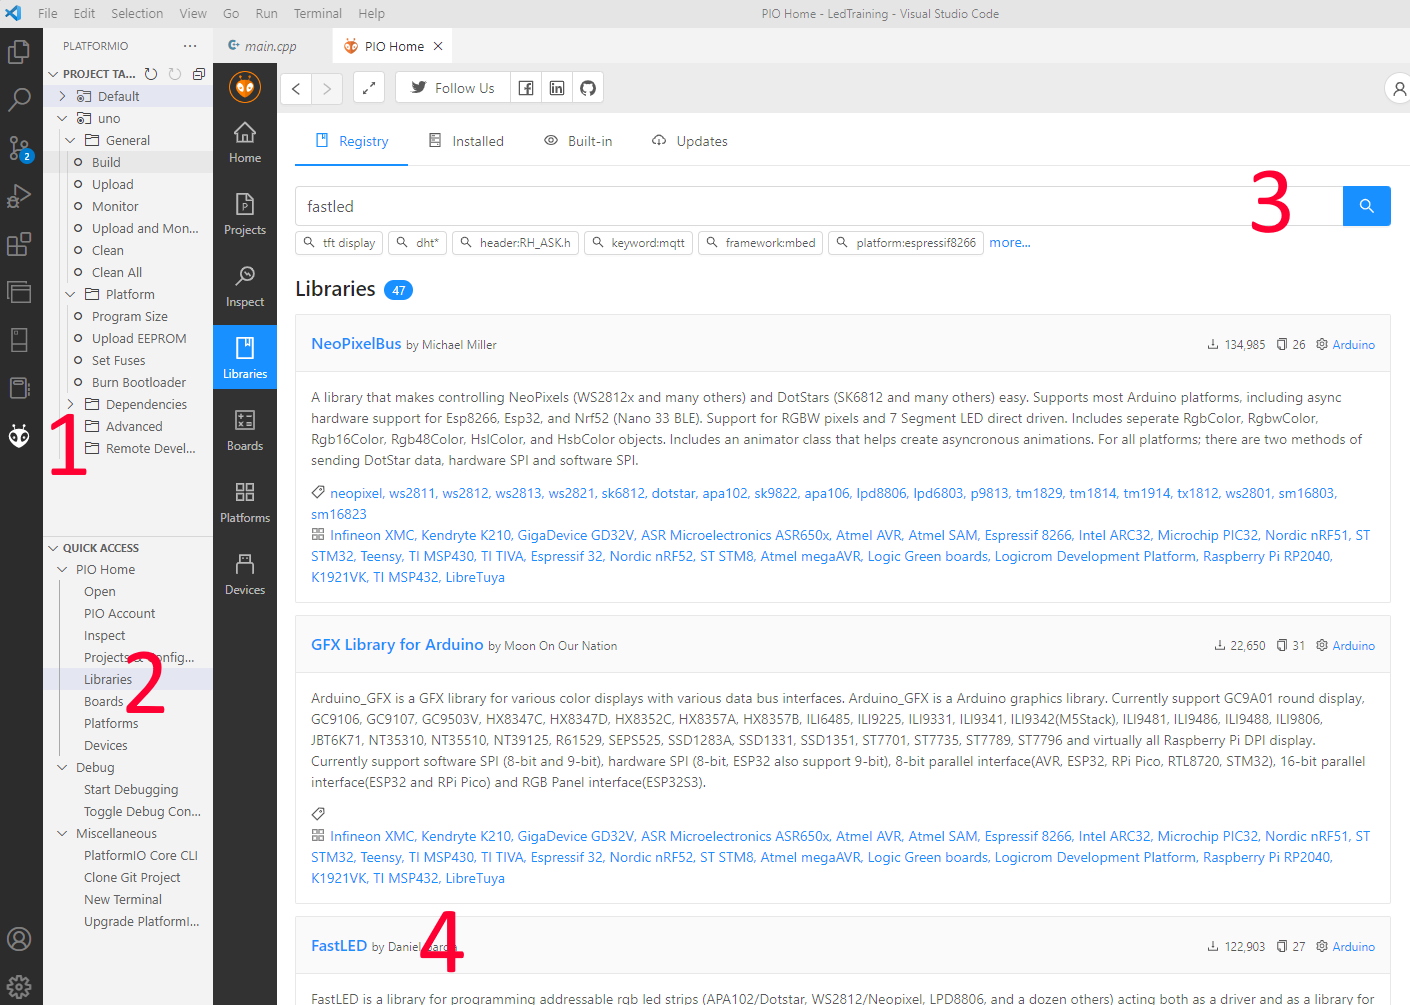 File Edit Selection View Go Run Terminal Help
PIO Home - LedTraining - Visual Studio Code
PLATFORMIO
PROJECT TA...
Default
uno
General
Build
Upload
Monitor
Upload and Mon...
Clean
Clean All
Platform
Program Size
Upload EEPROM
Set Fuses
Burn Bootloader
Dependencies
Advanced
Remote Devel...
1
2
QUICK ACCESS
PIO Home
Open
PIO Account
Inspect
Projects & Config...
Libraries
Boards
Platforms
Devices
2
Debug
Start Debugging
Toggle Debug Con...
Miscellaneous
PlatformIO Core CLI
Clone Git Project
New Terminal
Upgrade PlatformI...
main.cpp
PIO Home
Home
Projects
Inspect
Libraries
Boards
Platforms
Devices
Follow Us
Registry Installed Built-in Updates
fastled
3
tft display dht* header:RH_ASK.h keyword:mqtt framework:mbed platform:espressif8266 more...
Libraries 47
NeoPixelBus by Michael Miller 134,985 26 Arduino
A library that makes controlling NeoPixels (WS2812x and many others) and DotStars (SK6812 and many others) easy. Supports most Arduino platforms, including async
hardware support for Esp8266, Esp32, and Nrf52 (Nano 33 BLE). Support for RGBW pixels and 7 Segment LED direct driven. Includes seperate RgbColor, RgbwColor,
Rgb16Color, Rgb48Color, HslColor, and HsbColor objects. Includes an animator class that helps create asyncronous animations. For all platforms; there are two methods of
sending DotStar data, hardware SPI and software SPI.
neopixel, ws2811, ws2812, ws2813, ws2821, sk6812, dotstar, apa102, sk9822, apa106, lpd8806, lpd6803, p9813, tm1829, tm1814, tm1914, tx1812, ws2801, sm16803,
sm16823
Infineon XMC, Kendryte K210, GigaDevice GD32V, ASR Microelectronics ASR650x, Atmel AVR, Atmel SAM, Espressif 8266, Intel ARC32, Microchip PIC32, Nordic nRF51, ST
STM32, Teensy, TI MSP430, TI TIVA, Espressif 32, Nordic nRF52, ST STM8, Atmel megaAVR, Logic Green boards, Logicrom Development Platform, Raspberry Pi RP2040,
K1921VK, TI MSP432, LibreTuya
GFX Library for Arduino by Moon On Our Nation 22,650 31 Arduino
Arduino_GFX is a GFX library for various color displays with various data bus interfaces. Arduino_GFX is a Arduino graphics library. Currently support GC9A01 round display,
GC9106, GC9107, GC9503V, HX8347C, HX8347D, HX8352C, HX8357A, HX8357B, ILI6485, ILI9225, ILI9331, ILI9341, ILI9342(M5Stack), ILI9481, ILI9486, ILI9488, ILI9806,
JBT6K71, NT35310, NT35510, NT39125, R61529, SEPS525, SSD1283A, SSD1331, SSD1351, ST7701, ST7735, ST7789, ST7796 and virtually all Raspberry Pi DPI display.
Currently support software SPI (8-bit and 9-bit), hardware SPI (8-bit, ESP32 also support 9-bit), 8-bit parallel interface(AVR, ESP32, RPi Pico, RTL8720, STM32), 16-bit parallel
interface(ESP32 and RPi Pico) and RGB Panel interface(ESP32S3).
Infineon XMC, Kendryte K210, GigaDevice GD32V, ASR Microelectronics ASR650x, Atmel AVR, Atmel SAM, Espressif 8266, Intel ARC32, Microchip PIC32, Nordic nRF51, ST
STM32, Teensy, TI MSP430, TI TIVA, Espressif 32, Nordic nRF52, ST STM8, Atmel megaAVR, Logic Green boards, Logicrom Development Platform, Raspberry Pi RP2040,
K1921VK, TI MSP432, LibreTuya
4
FastLED by Daniel Garcia 122,903 27 Arduino
FastLED is a library for programming addressable rgb led strips (APA102/Dotstar, WS2812/Neopixel, LPD8806, and a dozen others) acting both as a driver and as a library for